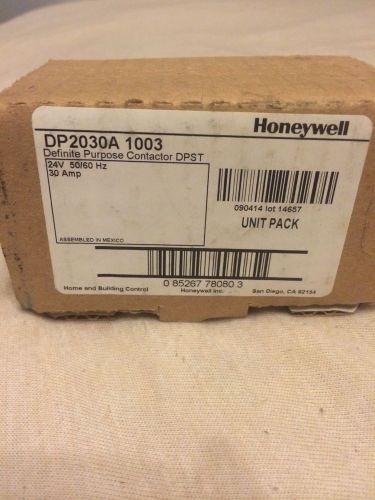 Honeywell
DP2030A 1003
Definite Purpose Contactor DPST
24V 50/60 Hz
30 Amp
090414 lot 14657
UNIT PACK
ASSEMBLED IN MEXICO
0 85267 78080 3
Home and Building Control
Honeywell Inc.
San Diego, CA 92154